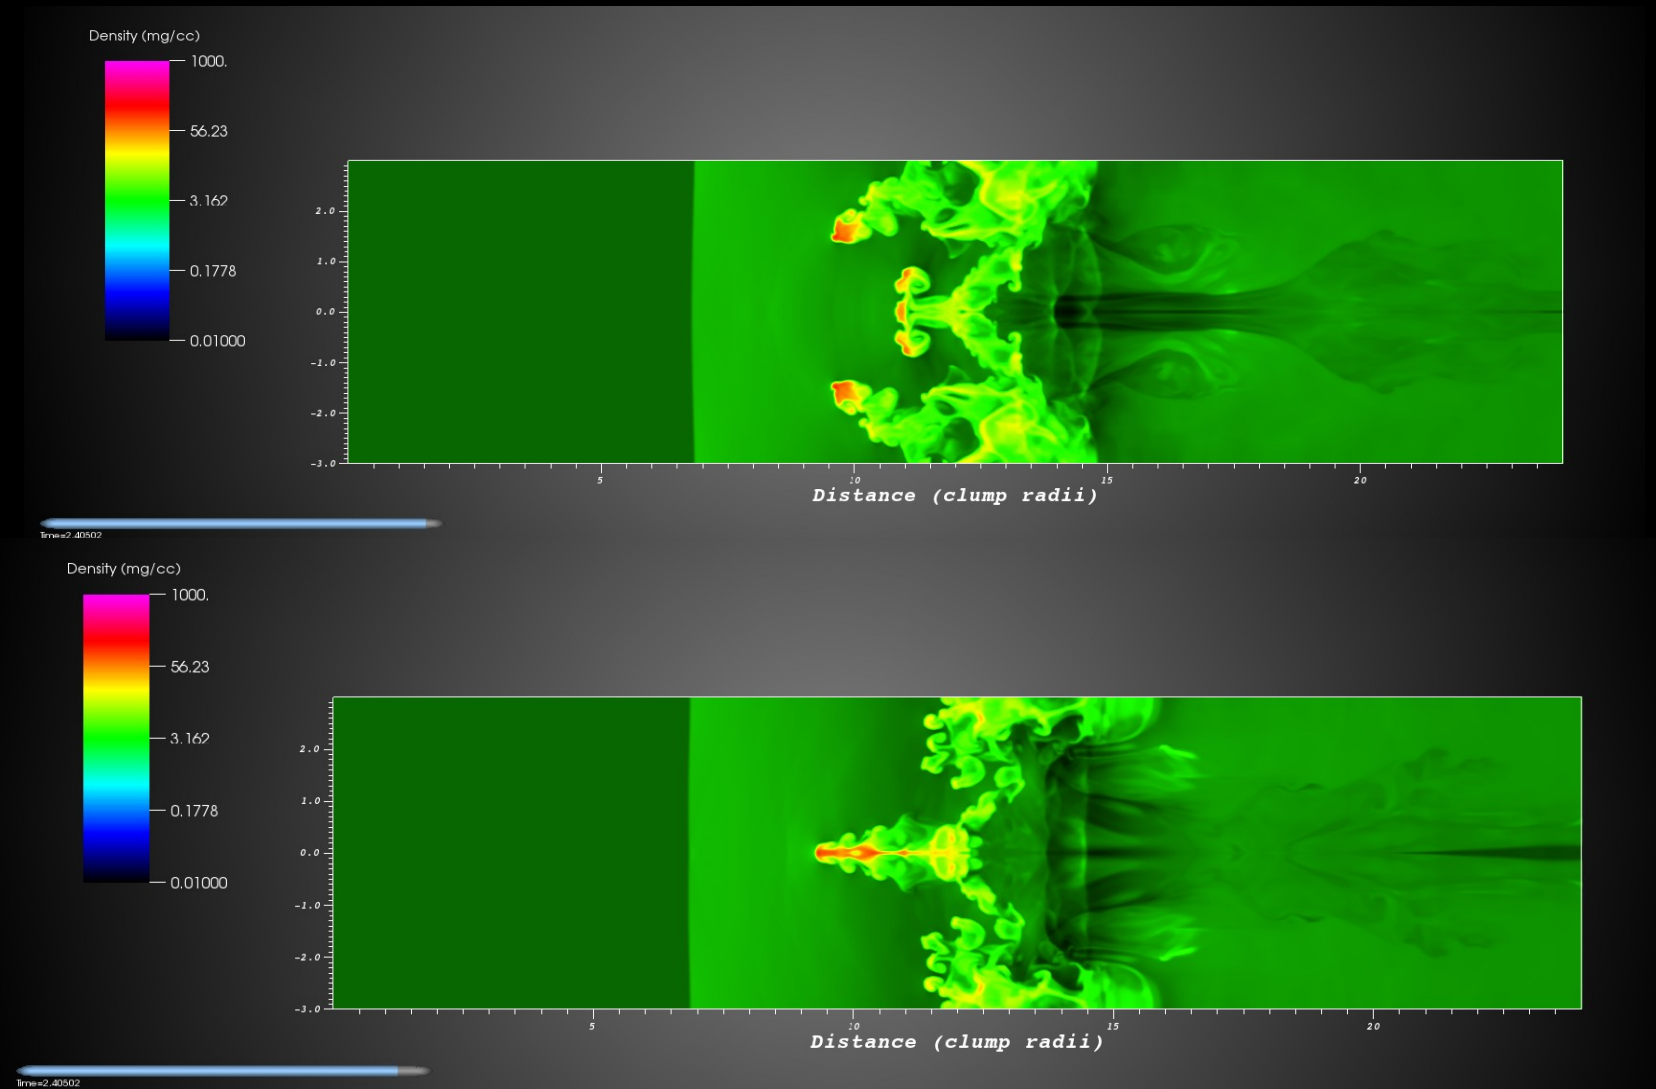 Density (mg/cc)
1000.
56.23
3.162
0.1778
0.01000
2.0
1.0
0.0
-1.0
-2.0
-3.0
5 10 15 20
Distance (clump radii)
Time=2.40502
Density (mg/cc)
1000.
56.23
3.162
0.1778
0.01000
2.0
1.0
0.0
-1.0
-2.0
-3.0
5 10 15 20
Distance (clump radii)
Time=2.40502